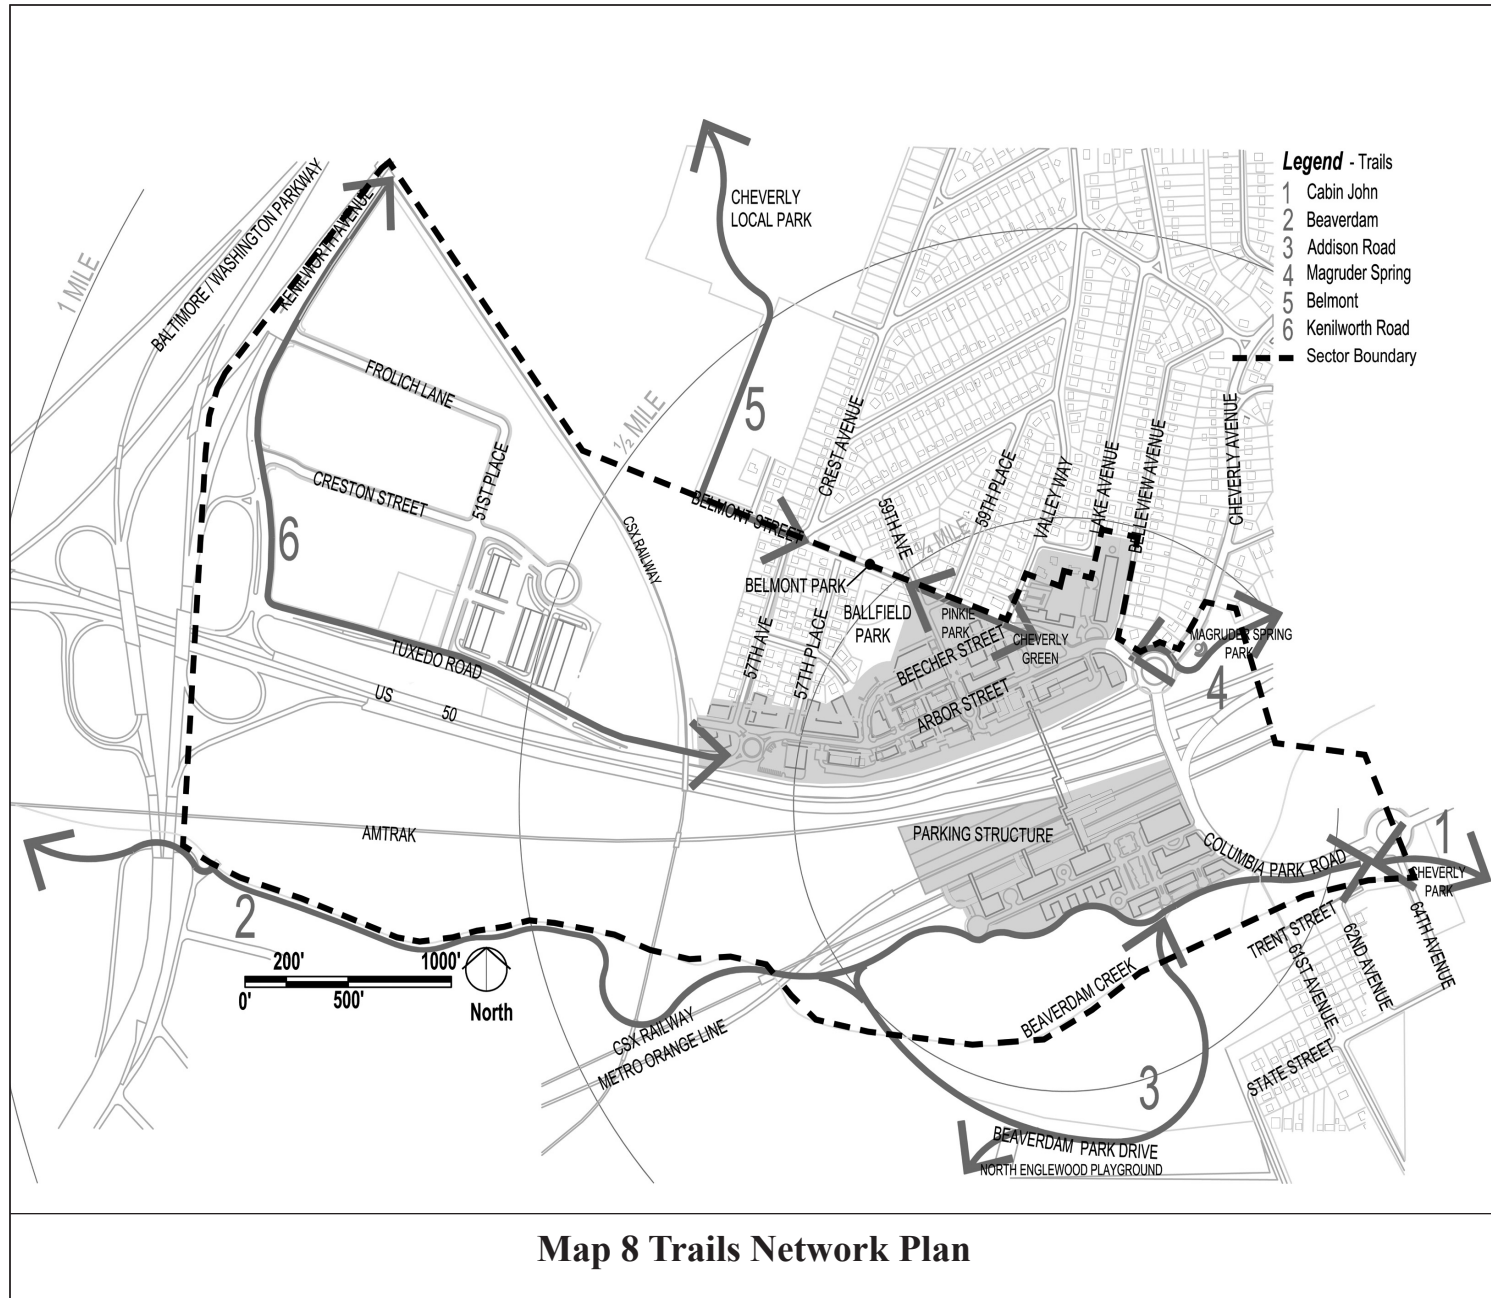 Legend - Trails
1 Cabin John
2 Beaverdam
3 Addison Road
4 Magruder Spring
5 Belmont
6 Kenilworth Road
Sector Boundary
1 MILE
BALTIMORE / WASHINGTON PARKWAY
KENILWORTH AVENUE
CHEVERLY
LOCAL PARK
FROLICH LANE
51ST PLACE
CRESTON STREET
½ MILE
5
6
CSX RAILWAY
BELMONT STREET
CREST AVENUE
59TH AVE
¼ MILE
59TH PLACE
VALLEY WAY
LAKE AVENUE
BELLEVIEW AVENUE
CHEVERLY AVENUE
BELMONT PARK
BALLFIELD
PARK
PINKIE
PARK
BEECHER STREET
CHEVERLY
GREEN
MAGRUDER SPRING
PARK
4
57TH AVE
57TH PLACE
ARBOR STREET
TUXEDO ROAD
US
50
AMTRAK
PARKING STRUCTURE
COLUMBIA PARK ROAD
1
CHEVERLY
PARK
TRENT STREET
61ST AVENUE
62ND AVENUE
64TH AVENUE
STATE STREET
2
200'
1000'
0'
500'
North
BEAVERDAM CREEK
CSX RAILWAY
METRO ORANGE LINE
3
BEAVERDAM PARK DRIVE
NORTH ENGLEWOOD PLAYGROUND
Map 8 Trails Network Plan